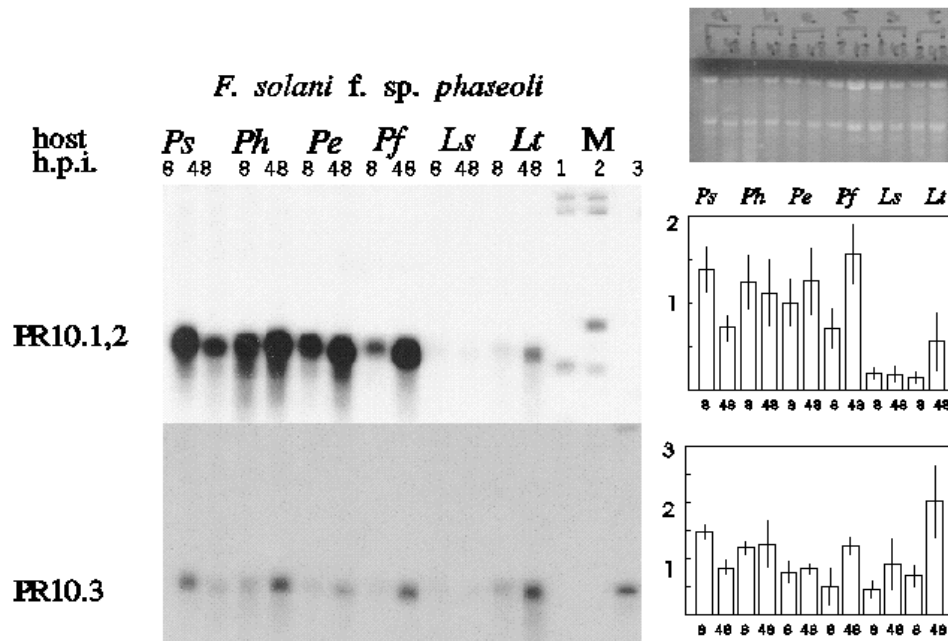 F. solani f. sp. phaseoli
host Ps Ph Pe Pf Ls Lt M
h.p.i. 8 48 8 48 8 48 8 48 8 48 8 48 1 2 3
PR10.1,2
PR10.3
Ps Ph Pe Pf Ls Lt
2
1
8 48 8 48 8 48 8 48 8 48 8 48
3
2
1
8 48 8 48 8 48 8 48 8 48 8 48